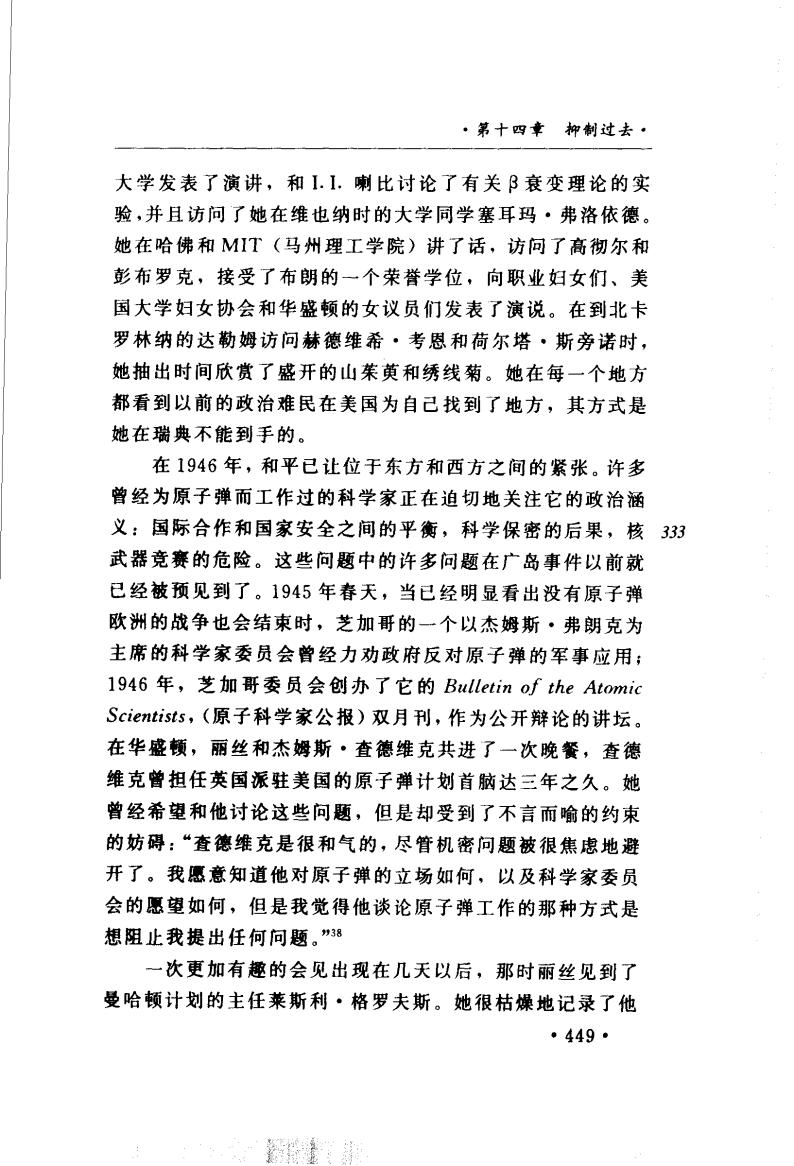 ·第十四章 抑制过去·
大学发表了演讲，和I.I.喇比讨论了有关β衰变理论的实
验，并且访问了她在维也纳时的大学同学塞耳玛·弗洛依德。
她在哈佛和MIT（马州理工学院）讲了话，访问了高彻尔和
彭布罗克，接受了布朗的一个荣誉学位，向职业妇女们、美
国大学妇女协会和华盛顿的女议员们发表了演说。在到北卡
罗林纳的达勒姆访问赫德维希·考恩和荷尔塔·斯旁诺时，
她抽出时间欣赏了盛开的山茱萸和绣线菊。她在每一个地方
都看到以前的政治难民在美国为自己找到了地方，其方式是
她在瑞典不能到手的。
在1946年，和平已让位于东方和西方之间的紧张。许多
曾经为原子弹而工作过的科学家正在迫切地关注它的政治涵
义：国际合作和国家安全之间的平衡，科学保密的后果，核 333
武器竞赛的危险。这些问题中的许多问题在广岛事件以前就
已经被预见到了。1945年春天，当已经明显看出没有原子弹
欧洲的战争也会结束时，芝加哥的一个以杰姆斯·弗朗克为
主席的科学家委员会曾经力劝政府反对原子弹的军事应用；
1946年，芝加哥委员会创办了它的 Bulletin of the Atomic
Scientists，（原子科学家公报）双月刊，作为公开辩论的讲坛。
在华盛顿，丽丝和杰姆斯·查德维克共进了一次晚餐，查德
维克曾担任英国派驻美国的原子弹计划首脑达三年之久。她
曾经希望和他讨论这些问题，但是却受到了不言而喻的约束
的妨碍：“查德维克是很和气的，尽管机密问题被很焦虑地避
开了。我愿意知道他对原子弹的立场如何，以及科学家委员
会的愿望如何，但是我觉得他谈论原子弹工作的那种方式是
想阻止我提出任何问题。”38
一次更加有趣的会见出现在几天以后，那时丽丝见到了
曼哈顿计划的主任莱斯利·格罗夫斯。她很枯燥地记录了他
·449·